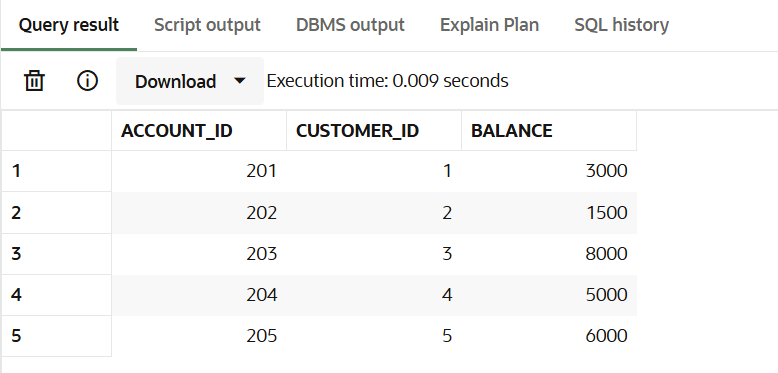 Query result Script output DBMS output Explain Plan SQL history
Download Execution time: 0.009 seconds
ACCOUNT_ID CUSTOMER_ID BALANCE
1 201 1 3000
2 202 2 1500
3 203 3 8000
4 204 4 5000
5 205 5 6000